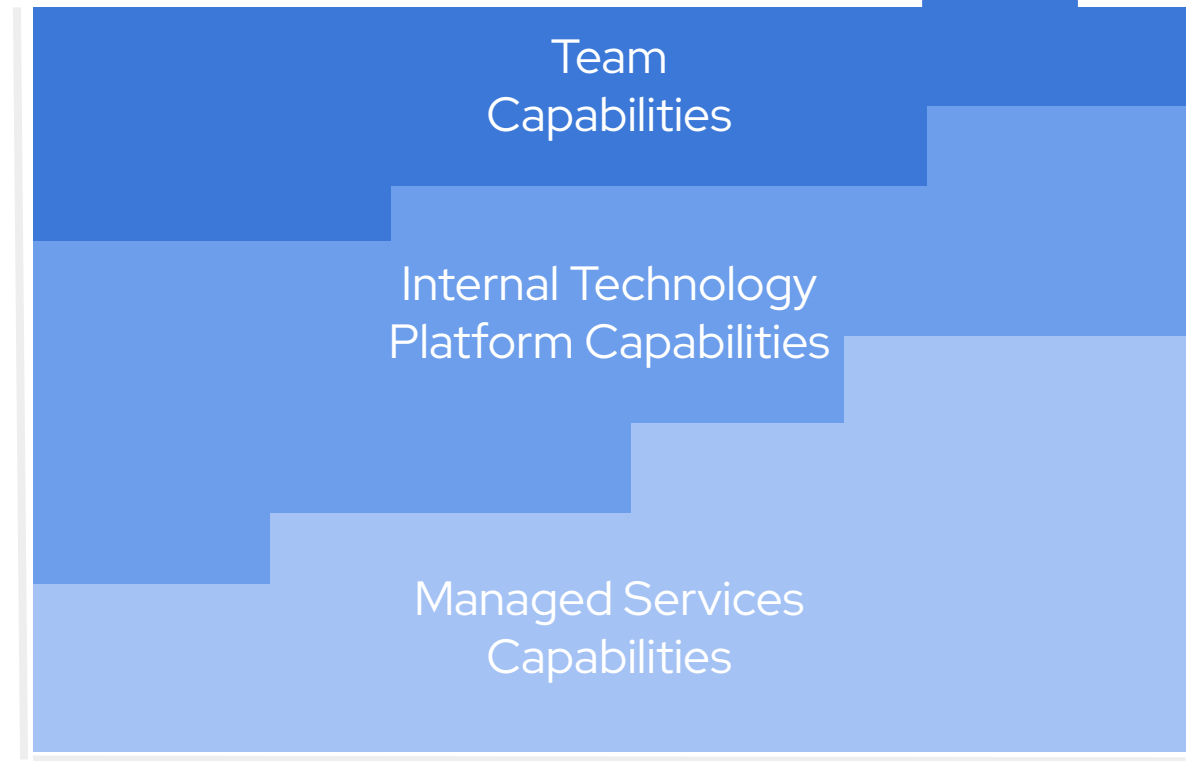 Team
Capabilities
Internal Technology
Platform Capabilities
Managed Services
Capabilities